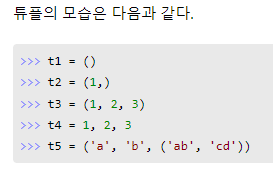 튜플의 모습은 다음과 같다.
>>> t1 = ()
>>> t2 = (1,)
>>> t3 = (1, 2, 3)
>>> t4 = 1, 2, 3
>>> t5 = ('a', 'b', ('ab', 'cd'))